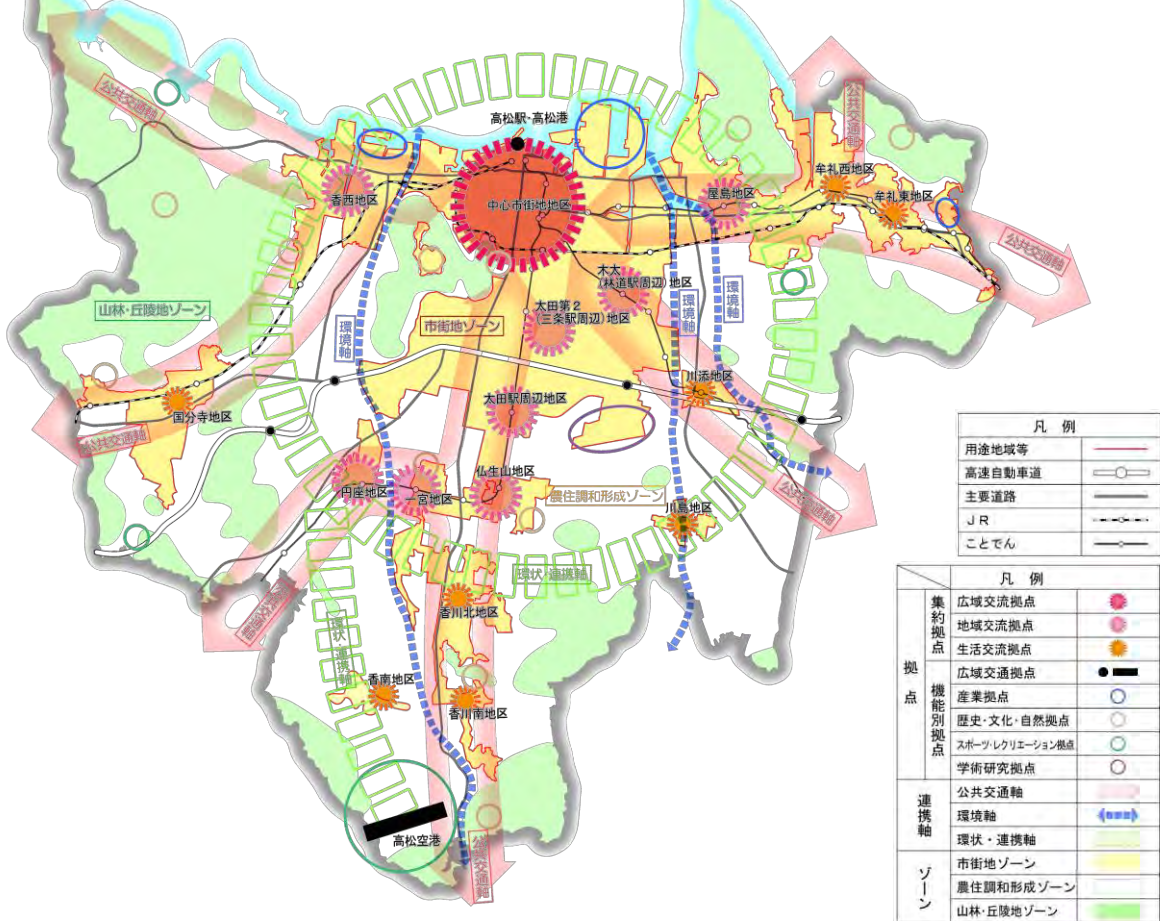 公共交通軸
高松駅・高松港
公共交通軸
牟礼西地区
牟礼東地区
香西地区
中心市街地地区
屋島地区
公共交通軸
木太
(林道駅周辺)地区
環境軸
環境軸
山林・丘陵地ゾーン
環境軸
市街地ゾーン
太田第2
(三条駅周辺)地区
川添地区
国分寺地区
太田駅周辺地区
公共交通軸
仏生山地区
円座地区
一宮地区
農住調和形成ゾーン
公共交通軸
川島地区
環状・連携軸
公共交通軸
香川北地区
環状・連携軸
香南地区
香川南地区
高松空港
公共交通軸
凡 例
用途地域等
高速自動車道
主要道路
JR
ことでん
凡 例
拠点
集約拠点
広域交流拠点
地域交流拠点
生活交流拠点
機能別拠点
広域交通拠点
産業拠点
歴史・文化・自然拠点
スポーツ・レクリエーション拠点
学術研究拠点
連携軸
公共交通軸
環境軸
環状・連携軸
ゾーン
市街地ゾーン
農住調和形成ゾーン
山林・丘陵地ゾーン